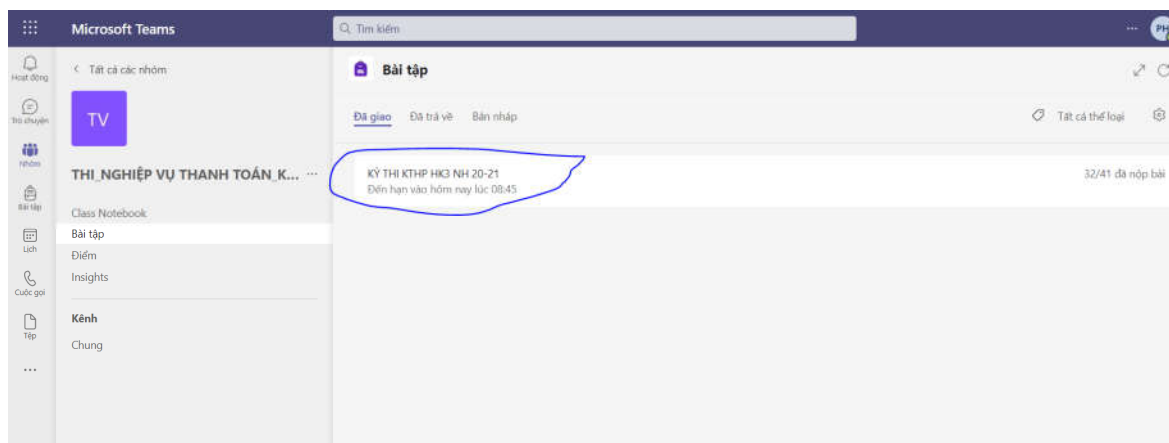 Microsoft Teams
Tìm kiếm
...
PH
Hoạt động
Trò chuyện
Nhóm
Bài tập
Lịch
Cuộc gọi
Tệp
...
Tất cả các nhóm
TV
THI_NGHIỆP VỤ THANH TOÁN_K... ...
Class Notebook
Bài tập
Điểm
Insights
Kênh
Chung
Bài tập
Đã giao Đã trả về Bản nháp
Tất cả thể loại
KỲ THI KTHP HK3 NH 20-21
Đến hạn vào hôm nay lúc 08:45
32/41 đã nộp bài